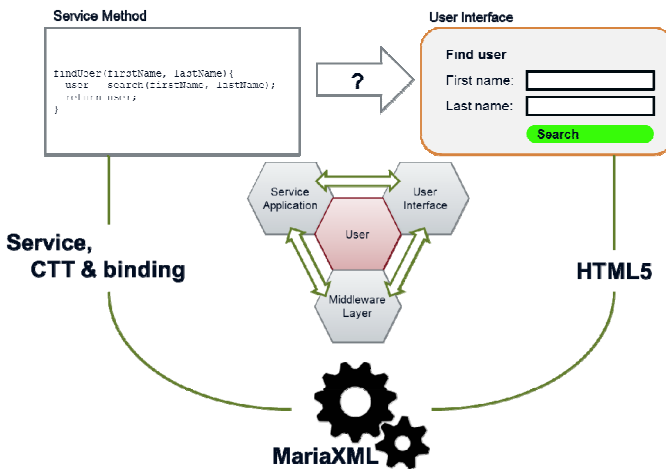 Service Method
User Interface
findUser(firstName, lastName){
user = search(firstName, lastName);
return user;
}
?
Find user
First name:
Last name:
Search
Service
Application
User
Interface
User
Middleware
Layer
Service,
CTT & binding
HTML5
MariaXML